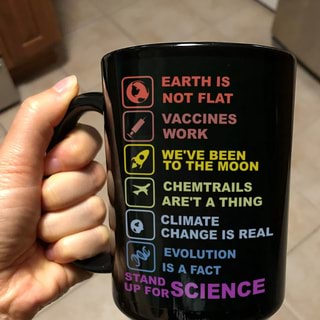 EARTH IS
NOT FLAT
VACCINES
WORK
WE'VE BEEN
TO THE MOON
CHEMTRAILS
ARE'T A THING
CLIMATE
CHANGE IS REAL
EVOLUTION
IS A FACT
STAND
UP FOR SCIENCE